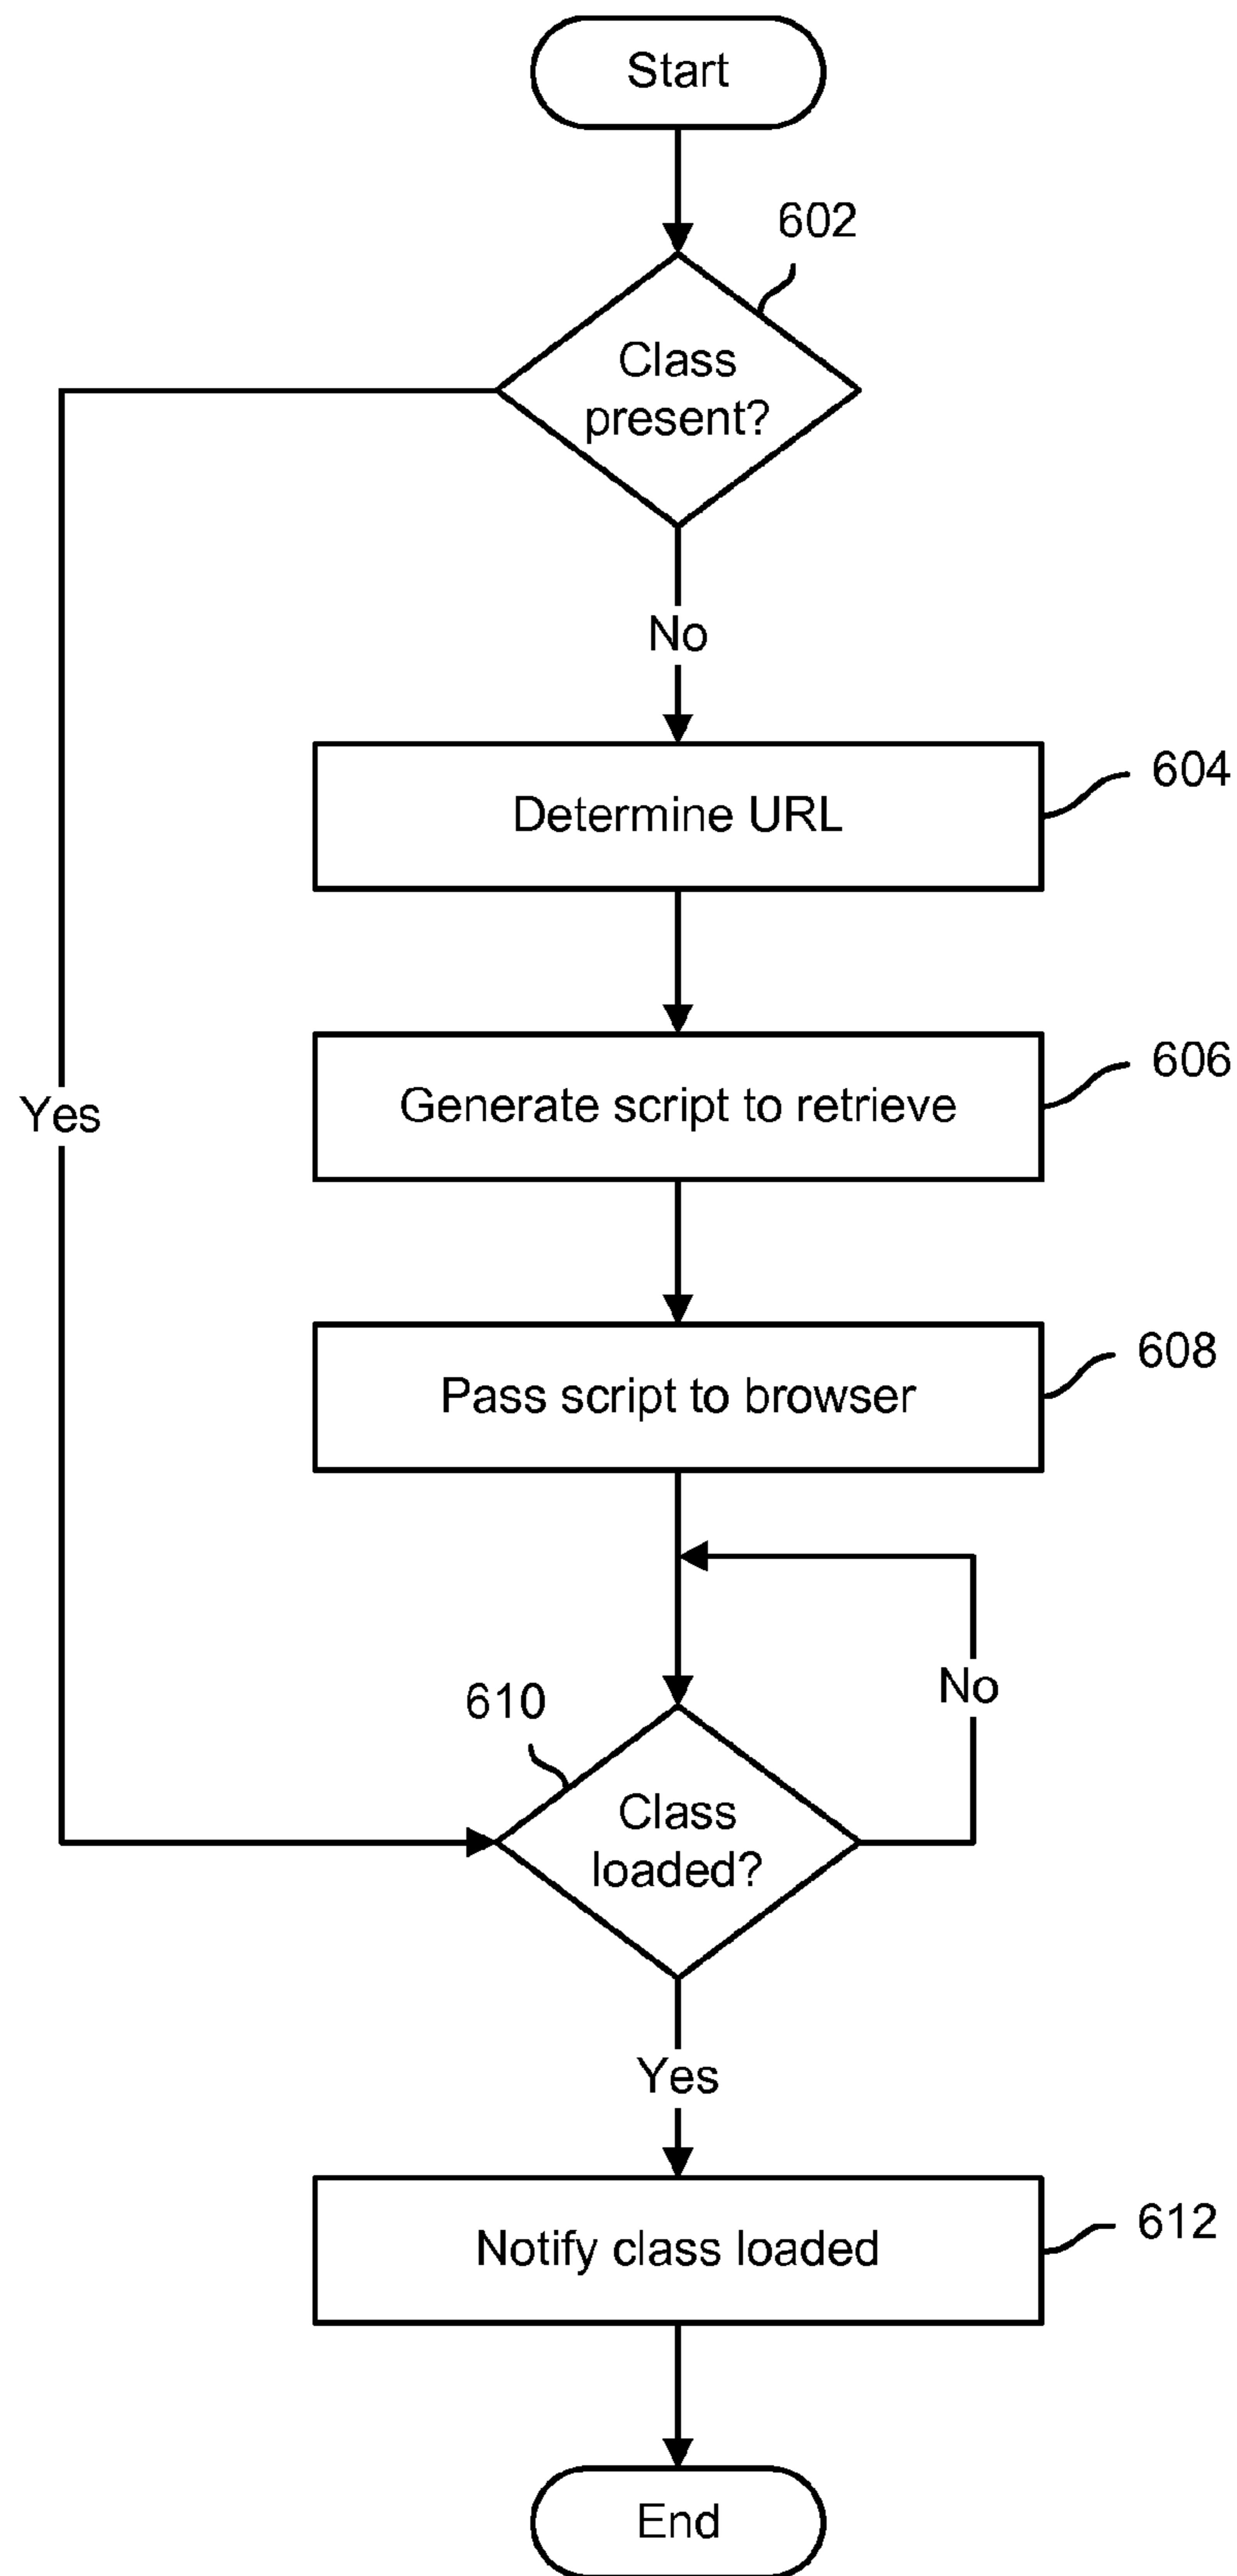 Start
602
Class
present?
No
604
Determine URL
606
Generate script to retrieve
Yes
608
Pass script to browser
No
610
Class
loaded?
Yes
612
Notify class loaded
End